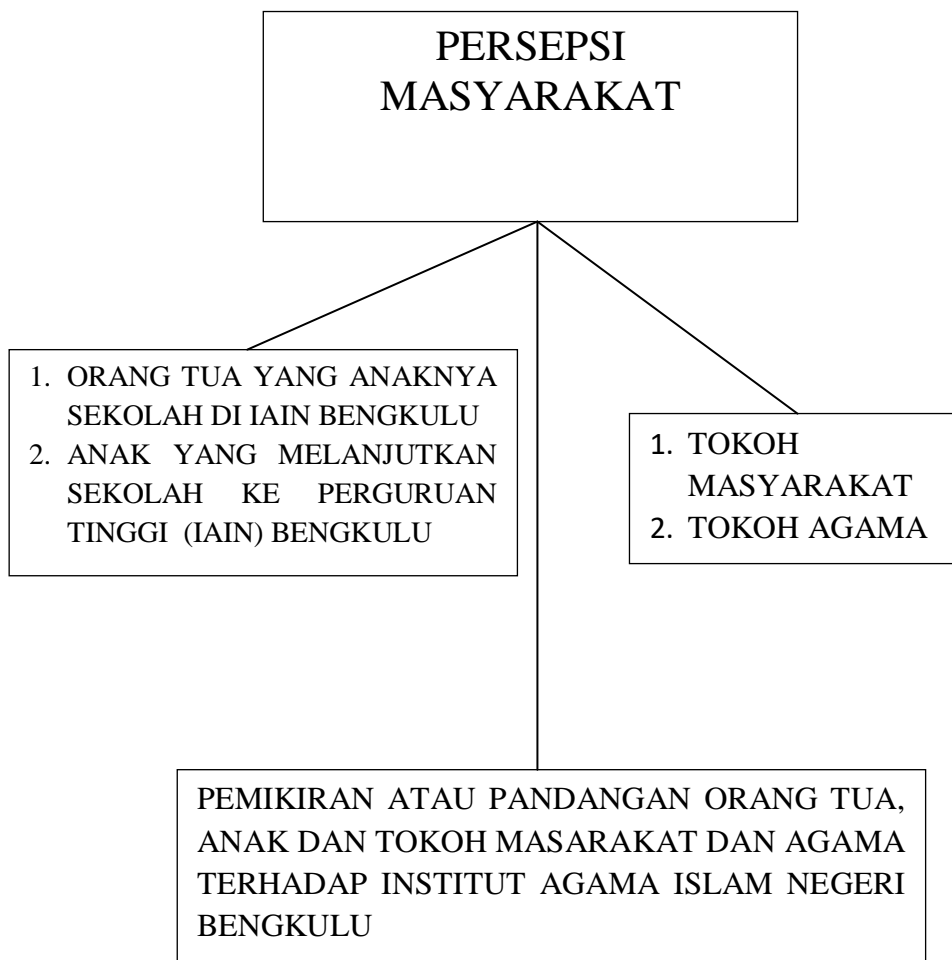 PERSEPSI
MASYARAKAT
1. ORANG TUA YANG ANAKNYA
SEKOLAH DI IAIN BENGKULU
2. ANAK YANG MELANJUTKAN
SEKOLAH KE PERGURUAN
TINGGI (IAIN) BENGKULU
1. TOKOH
MASYARAKAT
2. TOKOH AGAMA
PEMIKIRAN ATAU PANDANGAN ORANG TUA,
ANAK DAN TOKOH MASARAKAT DAN AGAMA
TERHADAP INSTITUT AGAMA ISLAM NEGERI
BENGKULU